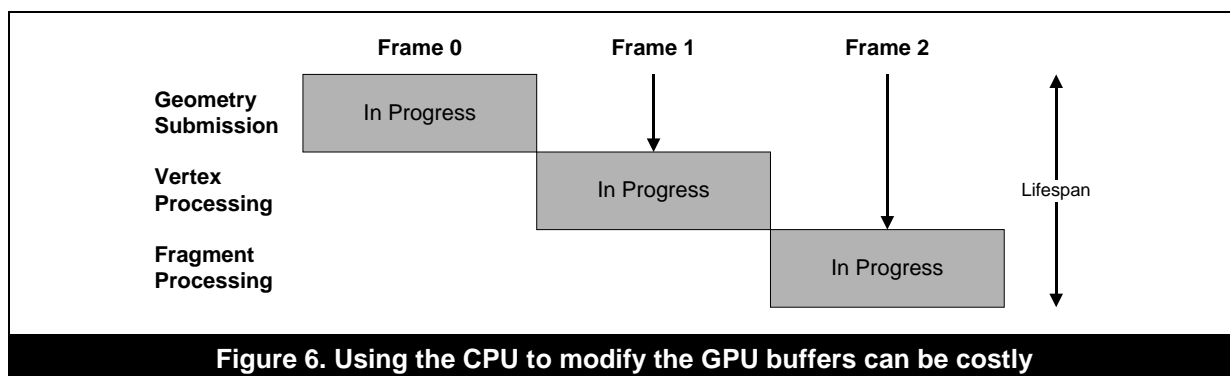 Frame 0
Frame 1
Frame 2
Geometry
Submission
In Progress
Vertex
Processing
In Progress
Lifespan
Fragment
Processing
In Progress
Figure 6. Using the CPU to modify the GPU buffers can be costly